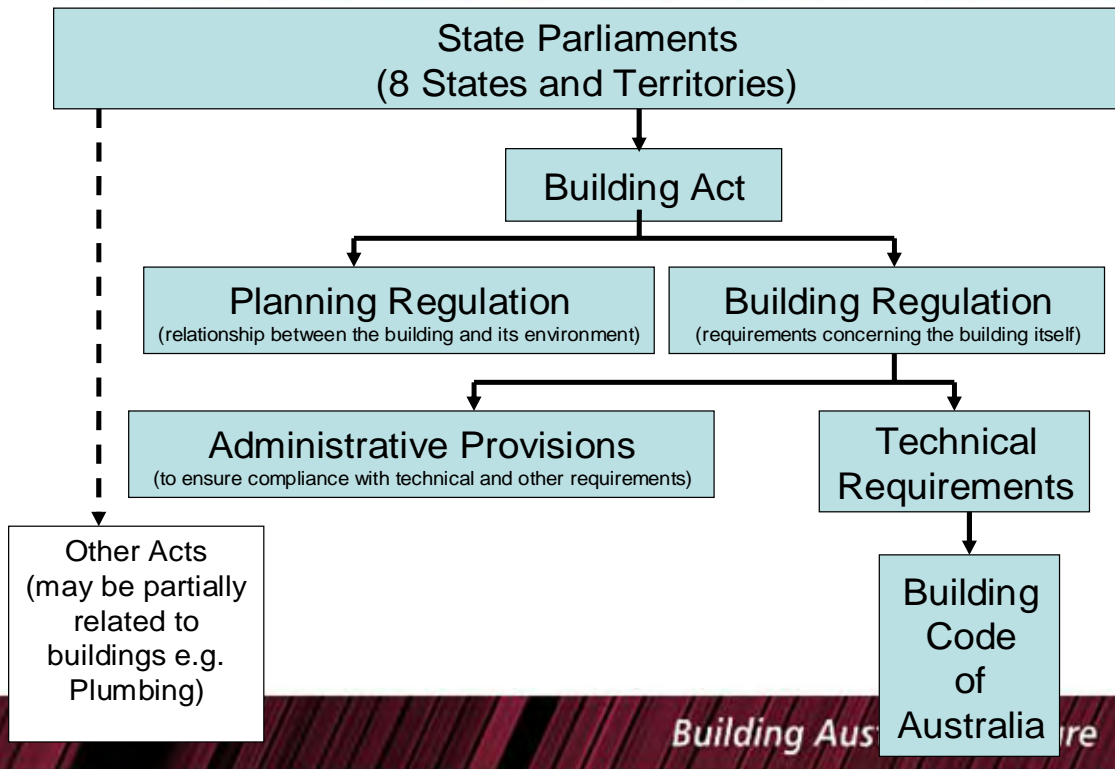 State Parliaments
(8 States and Territories)
Building Act
Planning Regulation
(relationship between the building and its environment)
Building Regulation
(requirements concerning the building itself)
Administrative Provisions
(to ensure compliance with technical and other requirements)
Technical
Requirements
Other Acts
(may be partially
related to
buildings e.g.
Plumbing)
Building
Code
of
Australia
Building